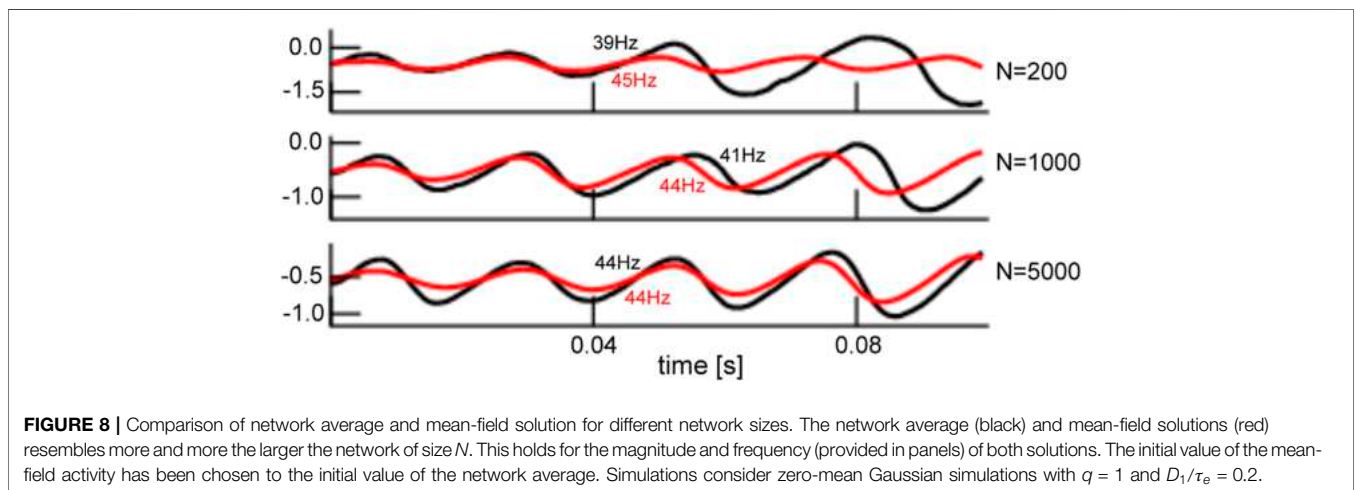 0.0
39Hz
N=200
-1.5
45Hz
0.0
41Hz
N=1000
44Hz
-1.0
44Hz
N=5000
-0.5
44Hz
-1.0
0.04
0.08
time [s]
FIGURE 8 | Comparison of network average and mean-field solution for different network sizes. The network average (black) and mean-field solutions (red)
resembles more and more the larger the network of size N. This holds for the magnitude and frequency (provided in panels) of both solutions. The initial value of the mean-
field activity has been chosen to the initial value of the network average. Simulations consider zero-mean Gaussian simulations with q = 1 and D₁/τₑ = 0.2.